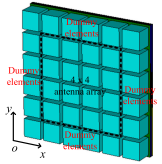 Dummy
elements
Dummy
elements
4 × 4
antenna array
Dummy
elements
y
Dummy
elements
o
x